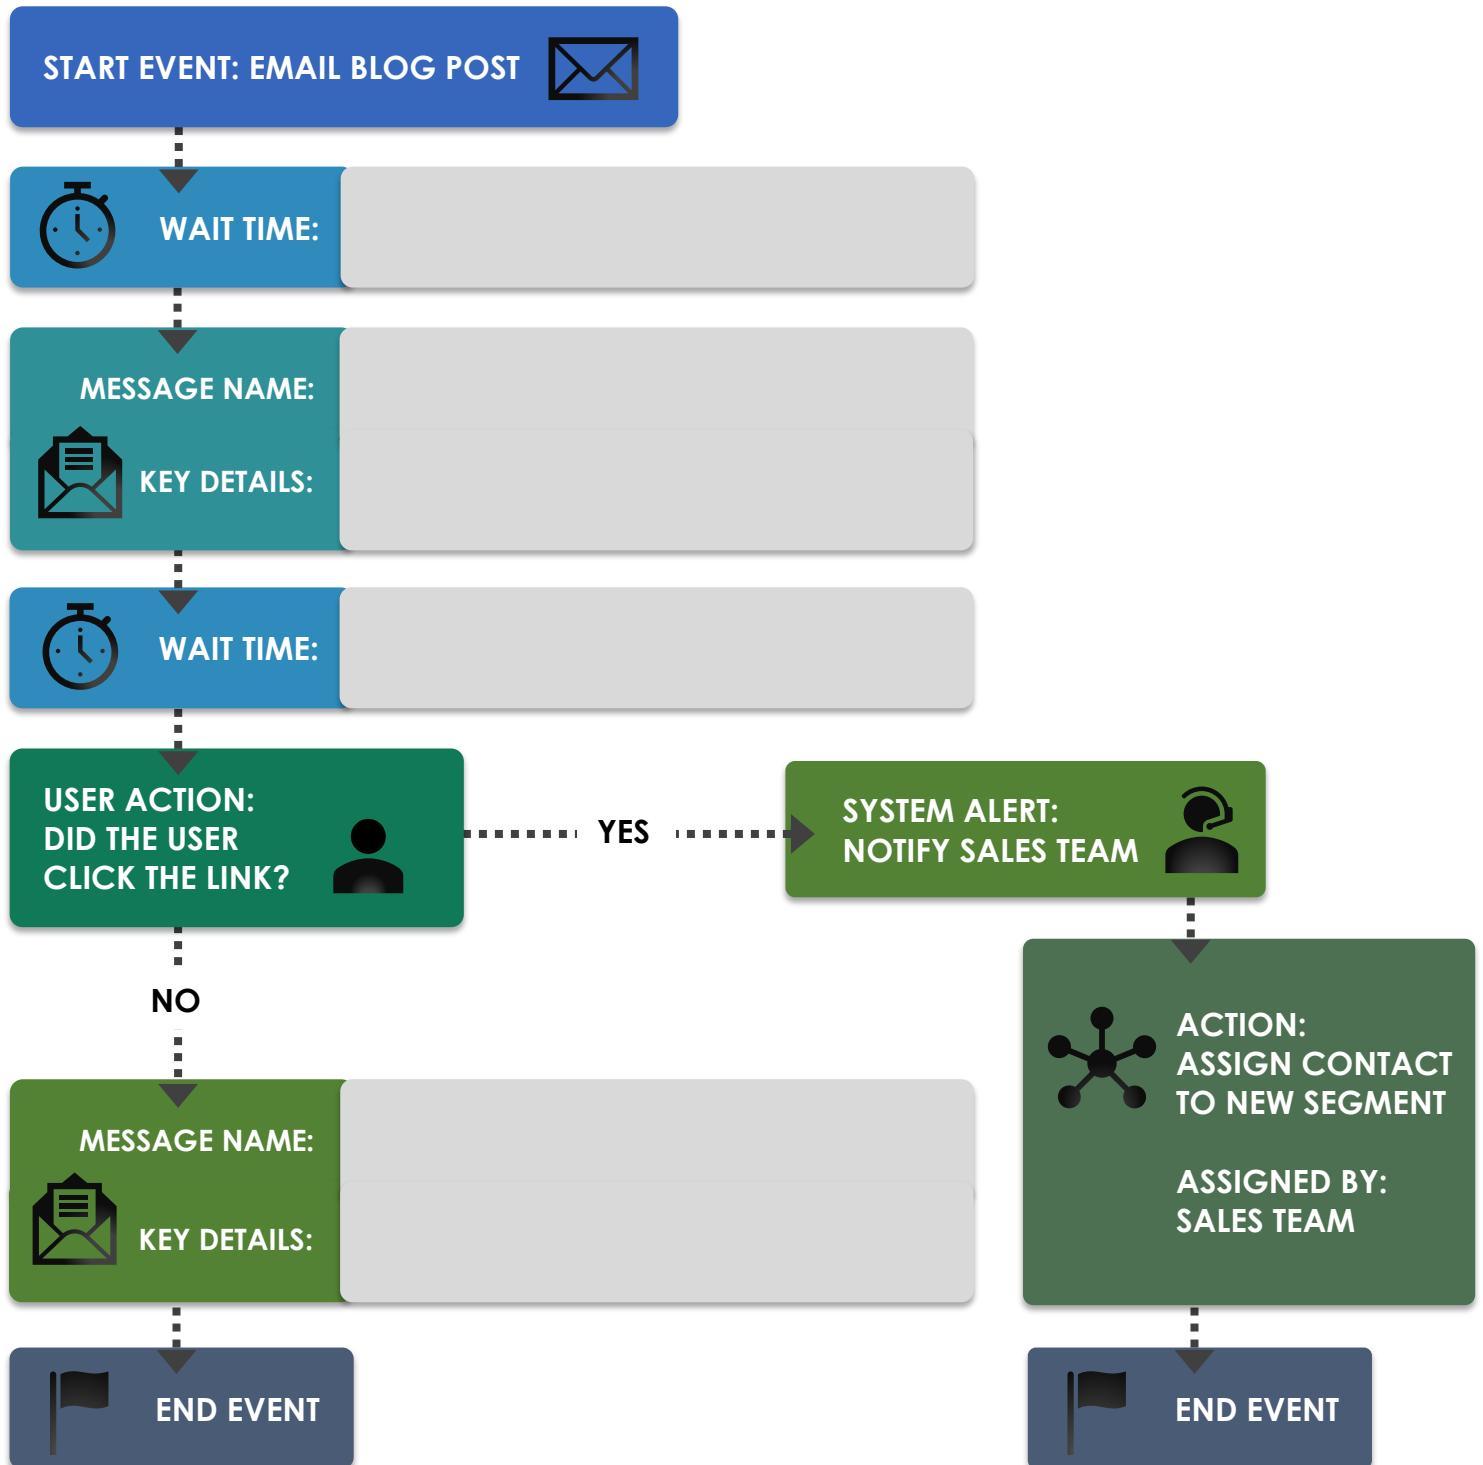 START EVENT: EMAIL BLOG POST
WAIT TIME:
MESSAGE NAME:
KEY DETAILS:
WAIT TIME:
USER ACTION:
DID THE USER
CLICK THE LINK?
YES
SYSTEM ALERT:
NOTIFY SALES TEAM
NO
ACTION:
ASSIGN CONTACT
TO NEW SEGMENT
ASSIGNED BY:
SALES TEAM
MESSAGE NAME:
KEY DETAILS:
END EVENT
END EVENT